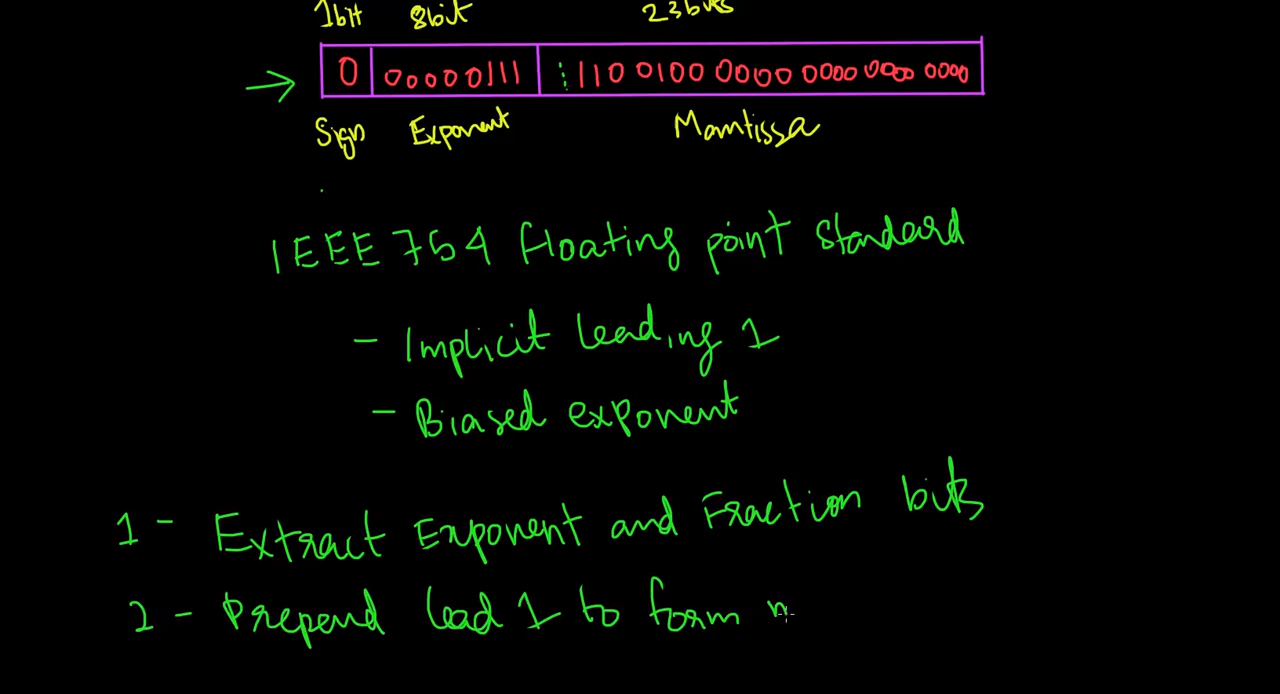 1bit 8bit 23bits
0 00000111 110 0100 0000 0000 0000 0000
Sign Exponent Mantissa
IEEE 754 floating point standard
- Implicit leading 1
- Biased exponent
1 - Extract Exponent and Fraction bits
2 - Prepend lead 1 to form m